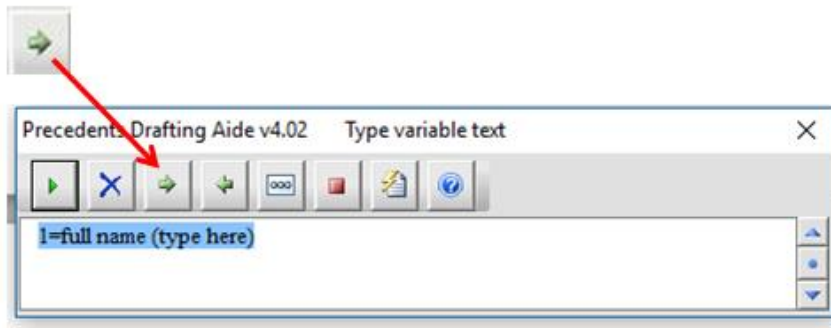 Precedents Drafting Aide v4.02 Type variable text
1=full name (type here)